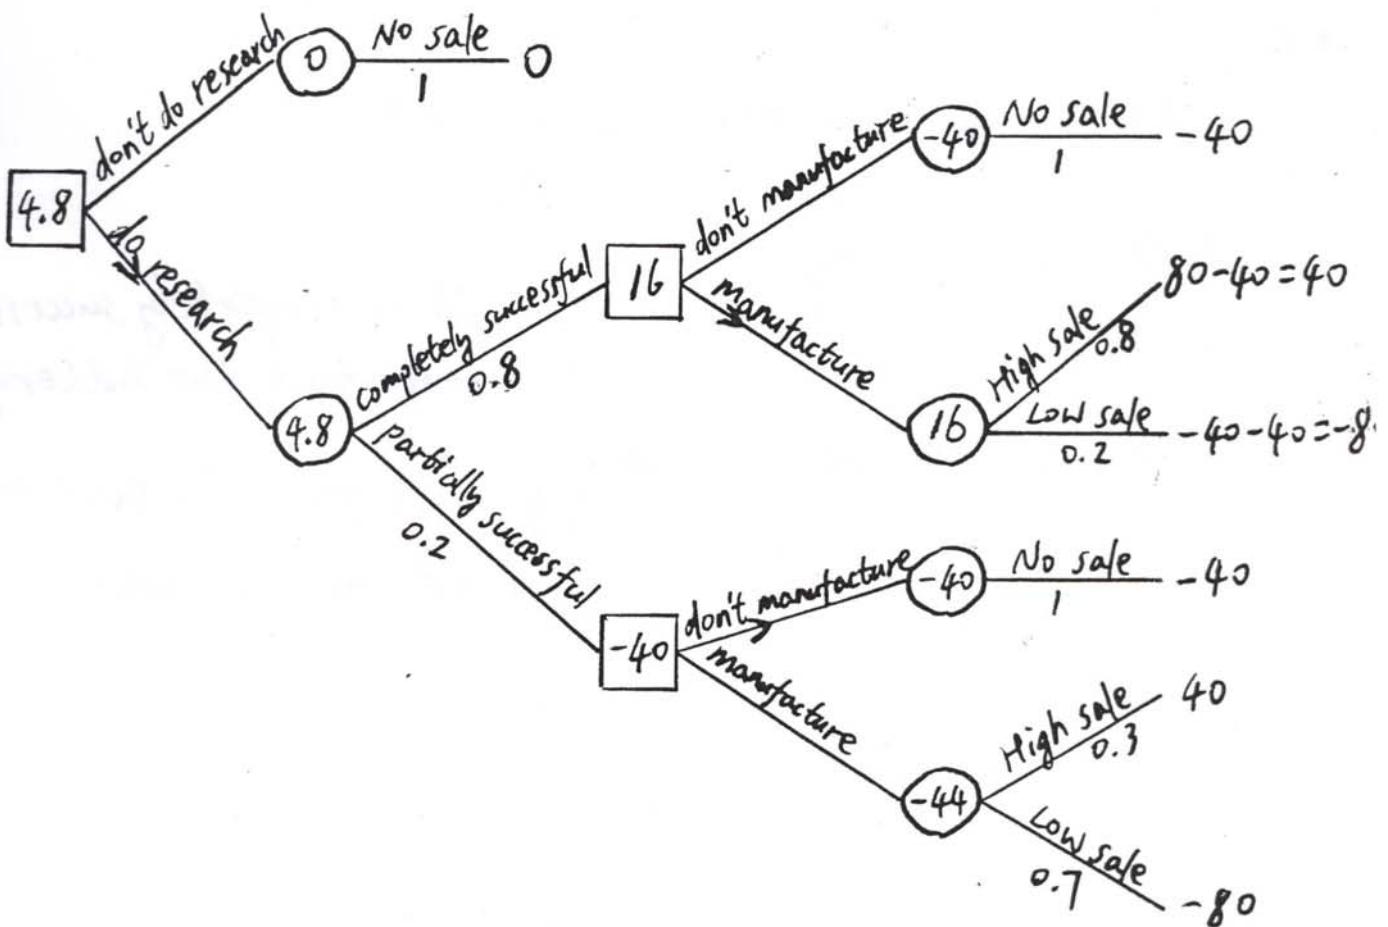 don't do research
0
No sale
1
0
4.8
do research
4.8
completely successful
0.8
partially successful
0.2
16
don't manufacture
-40
No sale
1
-40
manufacture
16
High sale
0.8
80-40=40
Low sale
0.2
-40-40=-8
-40
don't manufacture
-40
No sale
1
-40
manufacture
-44
High sale
0.3
40
Low sale
0.7
-80